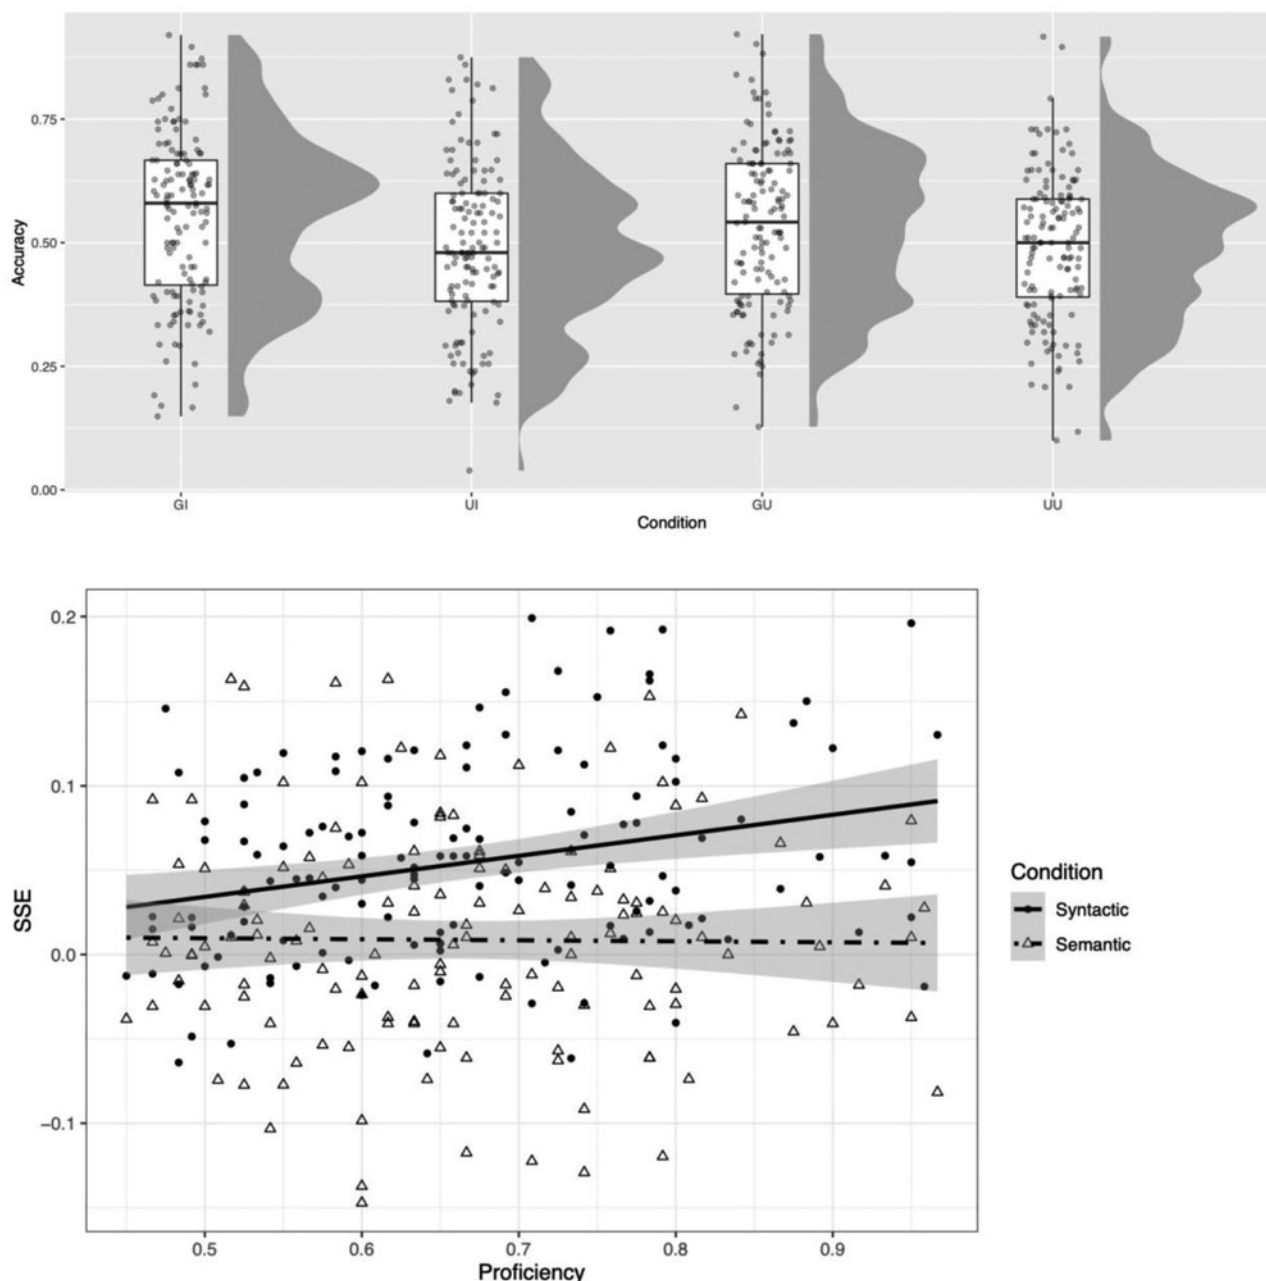 Accuracy
0.75
0.50
0.25
0.00
GI
UI
GU
UU
Condition
SSE
0.2
0.1
0.0
−0.1
0.5
0.6
0.7
0.8
0.9
Proficiency
Condition
Syntactic
Semantic